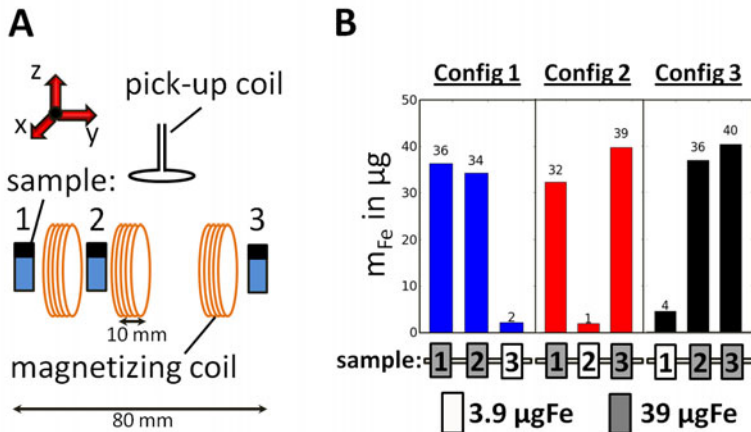 A
z
x
y
pick-up coil
sample:
1
2
3
10 mm
magnetizing coil
80 mm
B
Config 1 Config 2 Config 3
m_Fe in µg
50
40
30
20
10
0
36
34
2
32
1
39
4
36
40
sample: 1 2 3 1 2 3 1 2 3
3.9 µgFe 39 µgFe